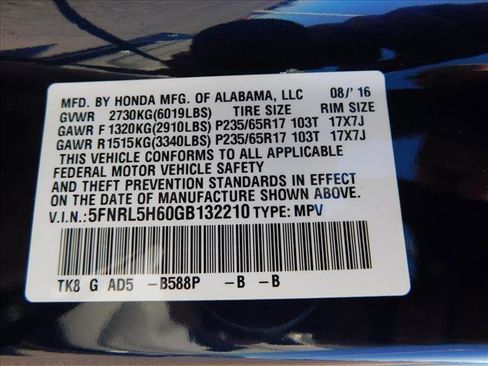 MFD. BY HONDA MFG. OF ALABAMA, LLC 08/'16
GVWR 2730KG(6019LBS) TIRE SIZE RIM SIZE
GAWR F 1320KG(2910LBS) P235/65R17 103T 17X7J
GAWR R 1515KG(3340LBS) P235/65R17 103T 17X7J
THIS VEHICLE CONFORMS TO ALL APPLICABLE
FEDERAL MOTOR VEHICLE SAFETY
AND THEFT PREVENTION STANDARDS IN EFFECT
ON THE DATE OF MANUFACTURE SHOWN ABOVE.
V.I.N.: 5FNRL5H60GB132210 TYPE: MPV
TK8 G AD5 -B588P -B -B